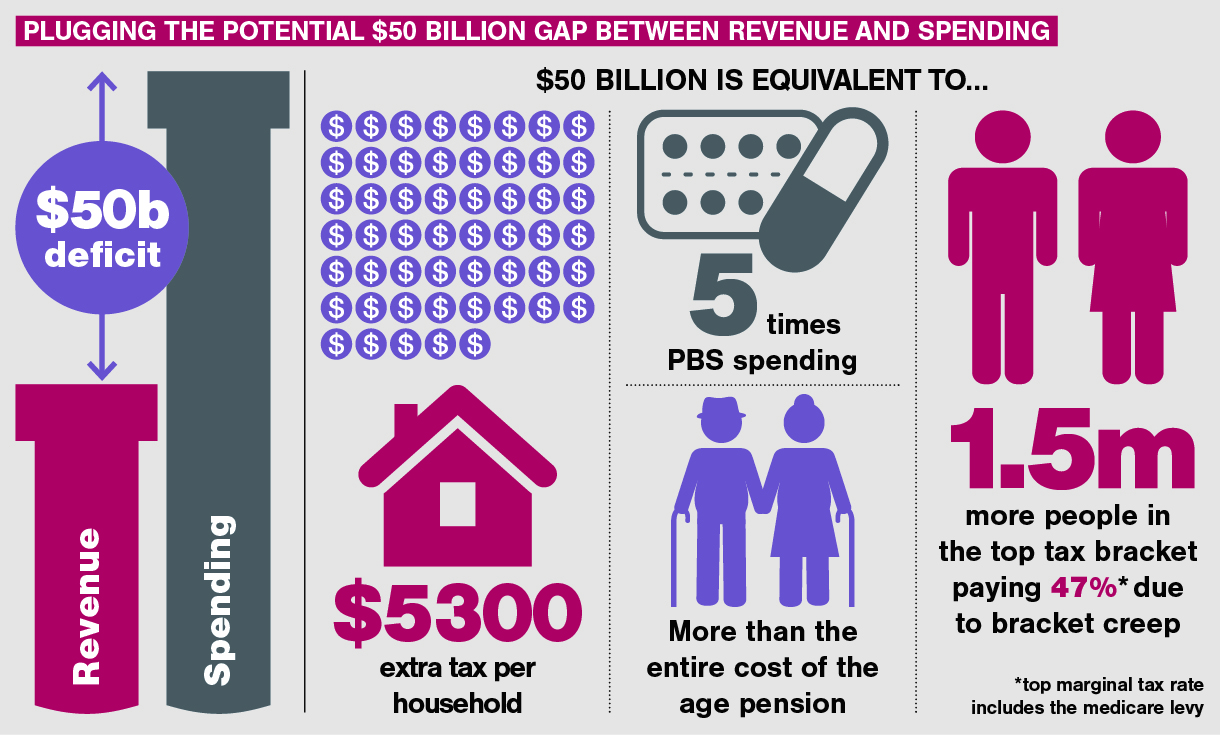 PLUGGING THE POTENTIAL $50 BILLION GAP BETWEEN REVENUE AND SPENDING
$50b
deficit
Revenue
Spending
$50 BILLION IS EQUIVALENT TO...
$ $ $ $ $ $ $ $
$ $ $ $ $ $ $ $
$ $ $ $ $ $ $ $
$ $ $ $ $ $ $ $
$ $ $ $ $ $ $ $
$ $ $ $ $ $ $ $
$ $ $ $ $
$5300
extra tax per
household
5 times
PBS spending
More than the
entire cost of the
age pension
1.5m
more people in
the top tax bracket
paying 47%* due
to bracket creep
*top marginal tax rate
includes the medicare levy